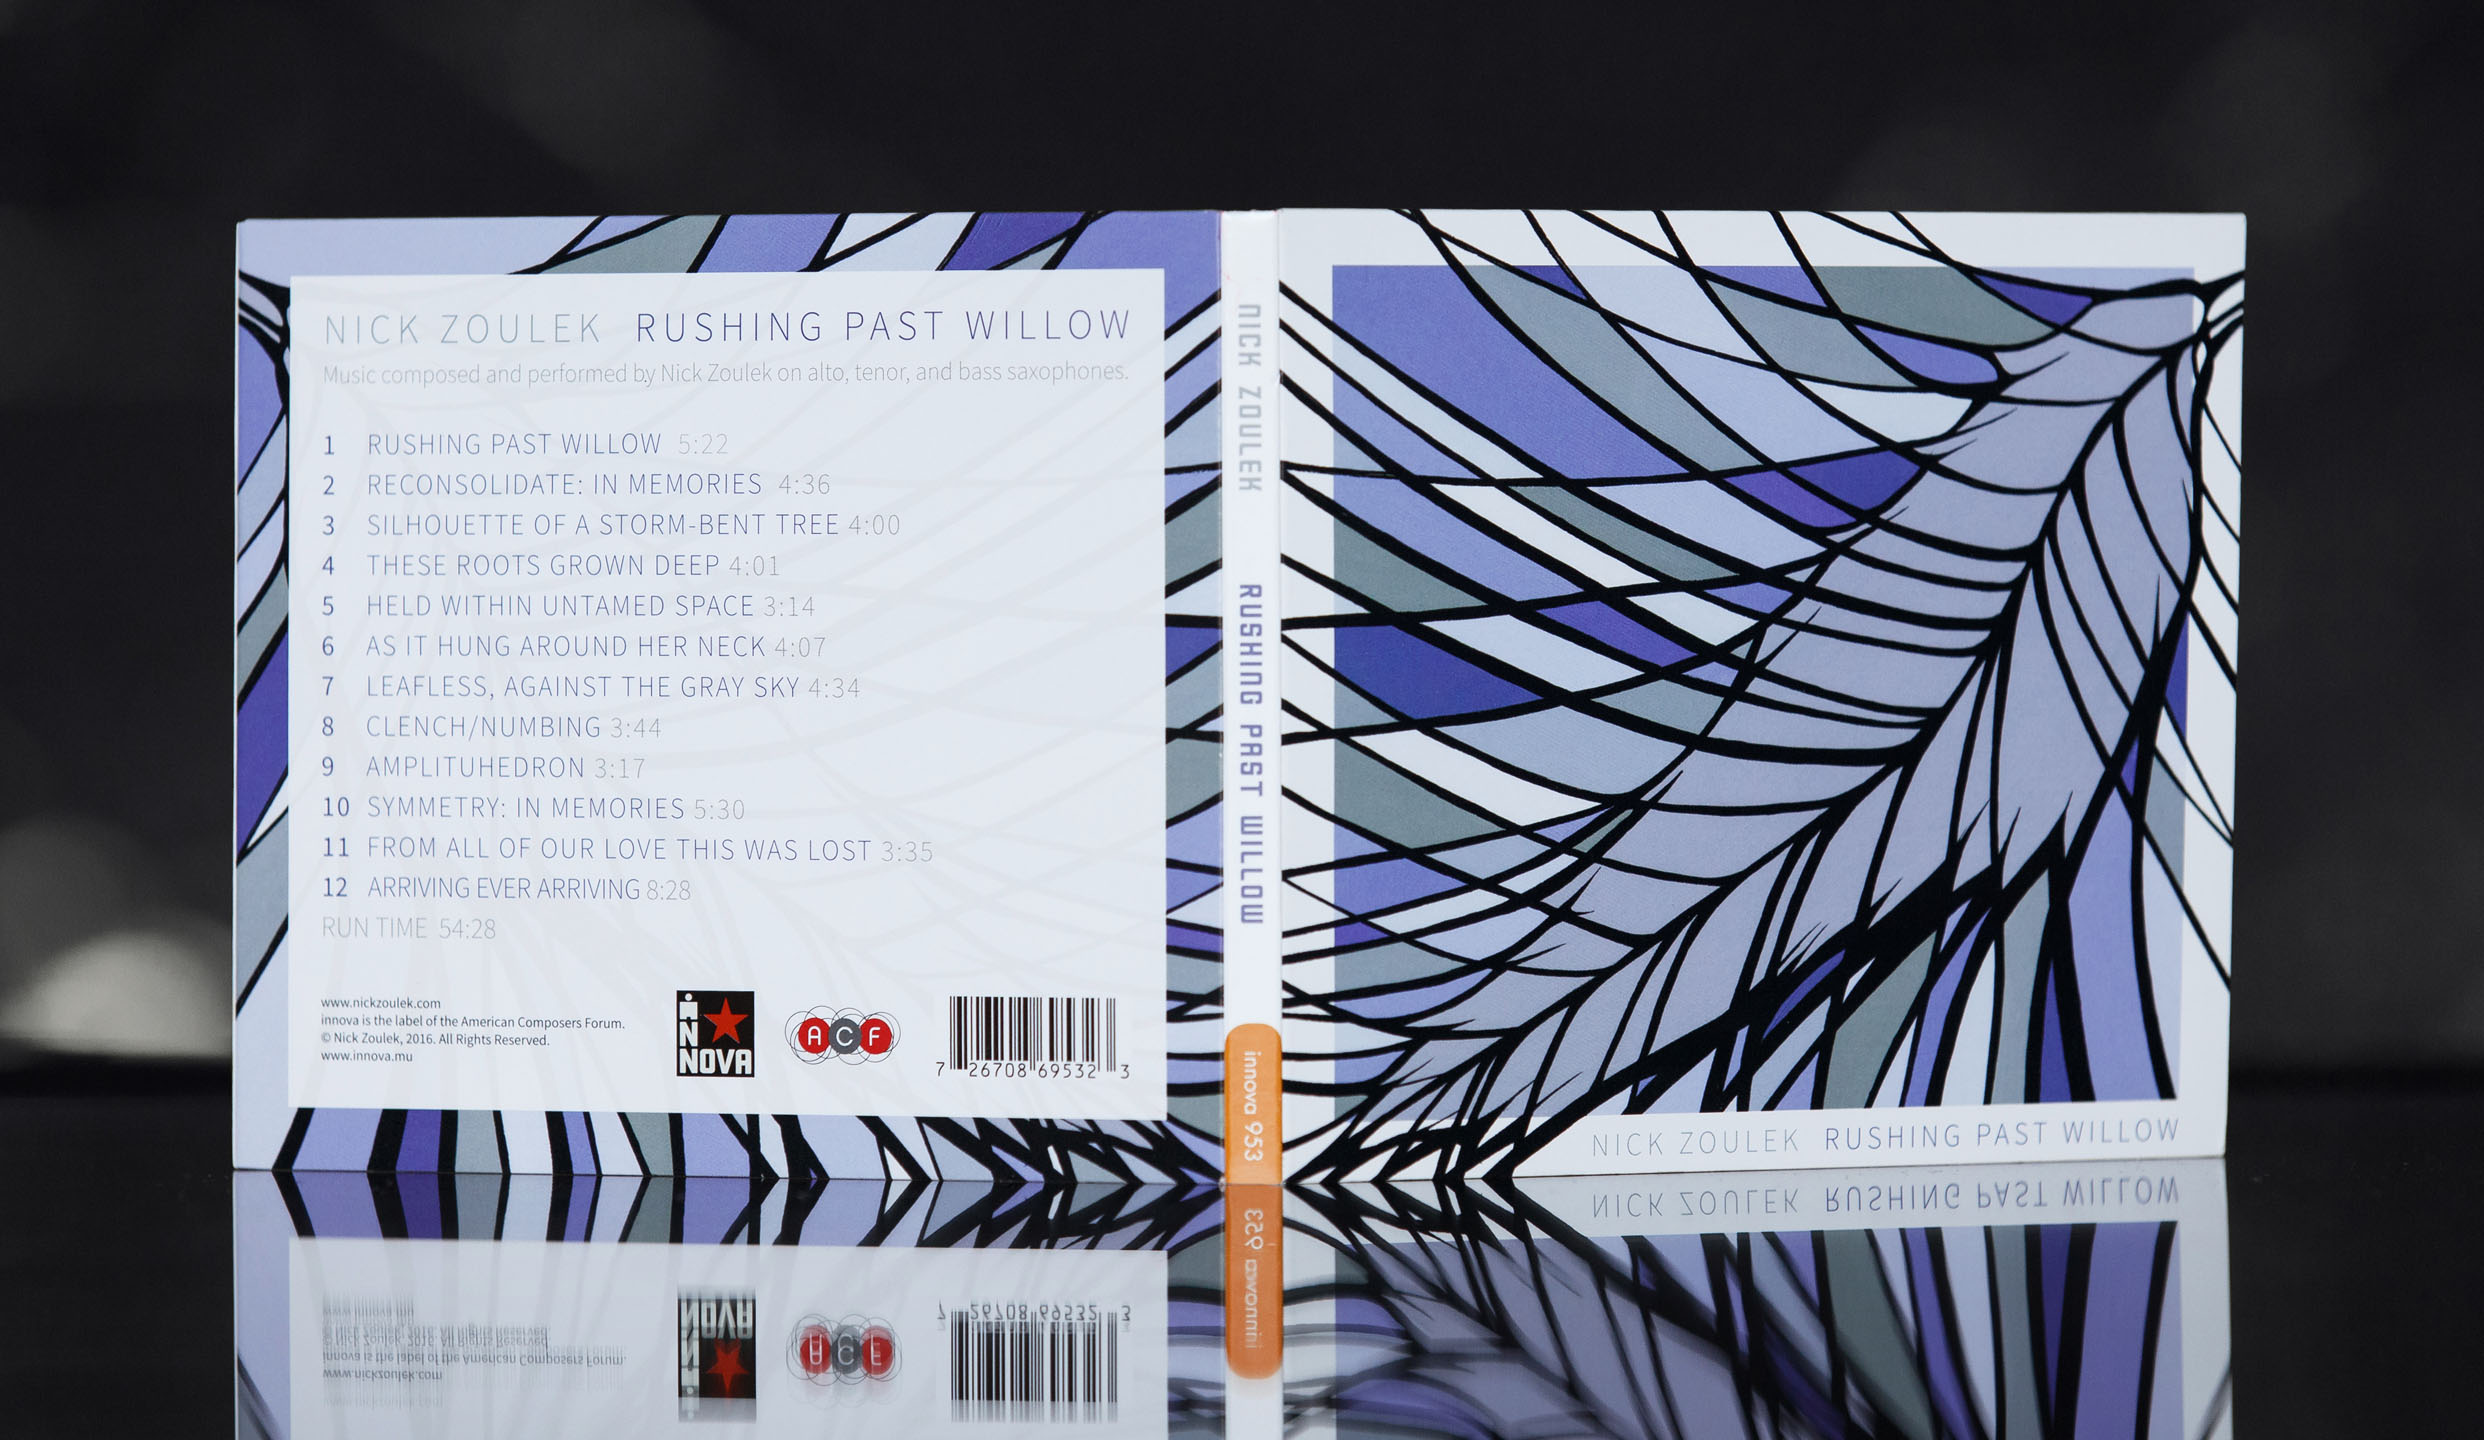 NICK ZOULEK RUSHING PAST WILLOW
Music composed and performed by Nick Zoulek on alto, tenor, and bass saxophones.
1 RUSHING PAST WILLOW 5:22
2 RECONSOLIDATE: IN MEMORIES 4:36
3 SILHOUETTE OF A STORM-BENT TREE 4:00
4 THESE ROOTS GROWN DEEP 4:01
5 HELD WITHIN UNTAMED SPACE 3:14
6 AS IT HUNG AROUND HER NECK 4:07
7 LEAFLESS, AGAINST THE GRAY SKY 4:34
8 CLENCH/NUMBING 3:44
9 AMPLITUHEDRON 3:17
10 SYMMETRY: IN MEMORIES 5:30
11 FROM ALL OF OUR LOVE THIS WAS LOST 3:35
12 ARRIVING EVER ARRIVING 8:28
RUN TIME 54:28
www.nickzoulek.com
innova is the label of the American Composers Forum.
© Nick Zoulek, 2016. All Rights Reserved.
www.innova.mu
INNOVA
ACF
7 26708 69532 3
NICK ZOULEK RUSHING PAST WILLOW
innova 953
NICK ZOULEK RUSHING PAST WILLOW